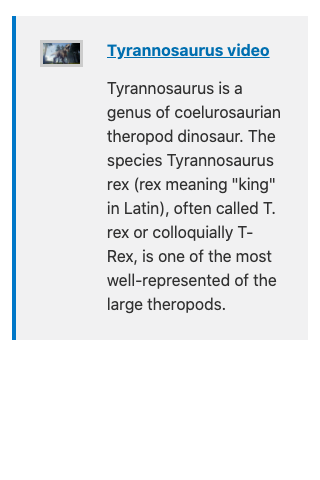 Tyrannosaurus video
Tyrannosaurus is a
genus of coelurosaurian
theropod dinosaur. The
species Tyrannosaurus
rex (rex meaning "king"
in Latin), often called T.
rex or colloquially T-
Rex, is one of the most
well-represented of the
large theropods.